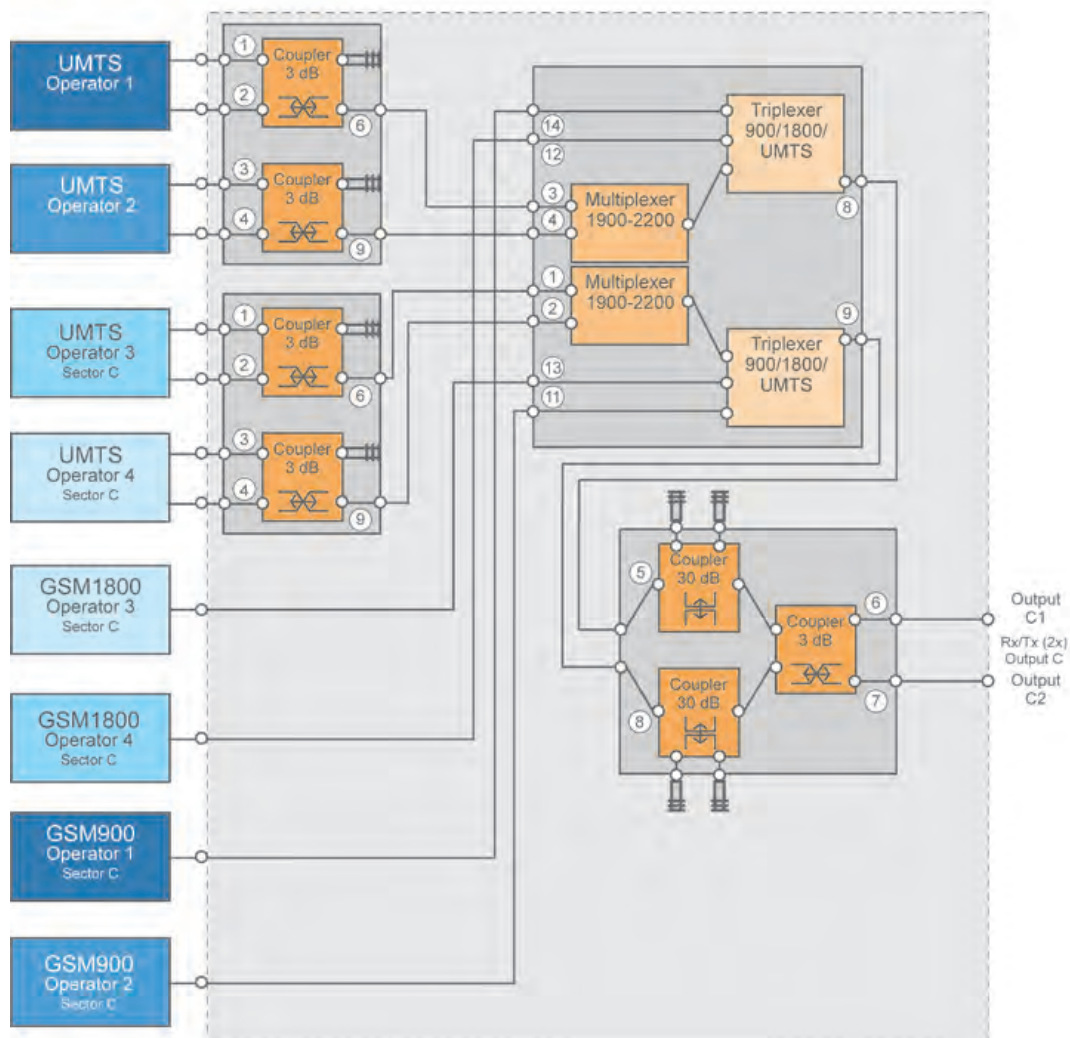 UMTS
Operator 1
UMTS
Operator 2
UMTS
Operator 3
Sector C
UMTS
Operator 4
Sector C
GSM1800
Operator 3
Sector C
GSM1800
Operator 4
Sector C
GSM900
Operator 1
Sector C
GSM900
Operator 2
Sector C
1
2
Coupler
3 dB
6
3
4
Coupler
3 dB
9
1
2
Coupler
3 dB
6
3
4
Coupler
3 dB
9
14
12
3
4
Multiplexer
1900-2200
1
2
Multiplexer
1900-2200
13
11
Triplexer
900/1800/
UMTS
8
9
Triplexer
900/1800/
UMTS
5
Coupler
30 dB
8
Coupler
30 dB
Coupler
3 dB
6
7
Output
C1
Rx/Tx (2x)
Output C
Output
C2